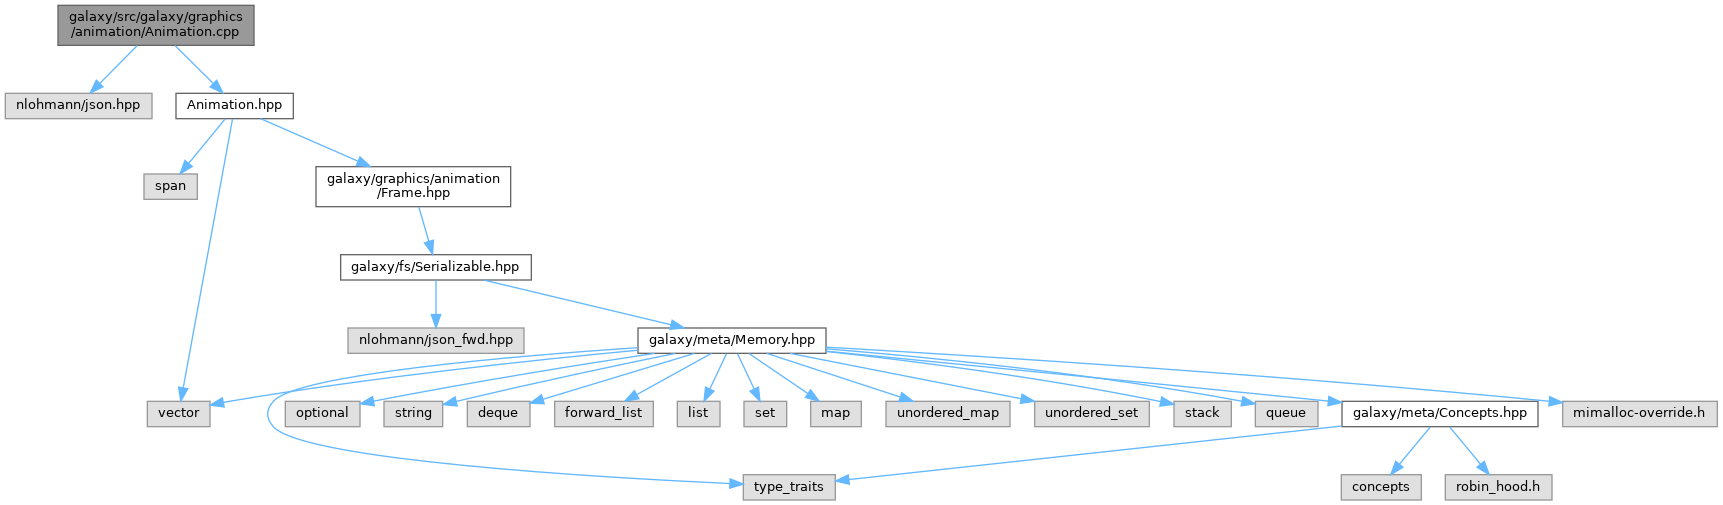 galaxy/src/galaxy/graphics
/animation/Animation.cpp
nlohmann/json.hpp
Animation.hpp
span
galaxy/graphics/animation
/Frame.hpp
galaxy/fs/Serializable.hpp
nlohmann/json_fwd.hpp
galaxy/meta/Memory.hpp
vector
optional
string
deque
forward_list
list
set
map
unordered_map
unordered_set
stack
queue
galaxy/meta/Concepts.hpp
mimalloc-override.h
type_traits
concepts
robin_hood.h